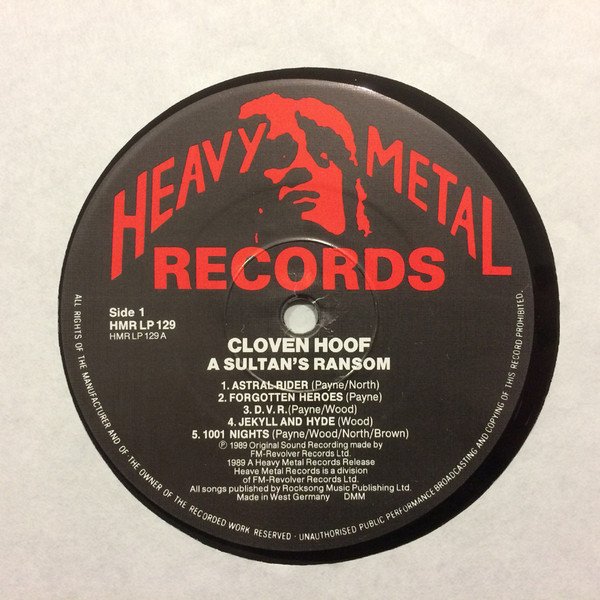 HEAVY METAL
RECORDS
Side 1
HMR LP 129
HMR LP 129 A
CLOVEN HOOF
A SULTAN'S RANSOM
1. ASTRAL RIDER (Payne/North)
2. FORGOTTEN HEROES (Payne)
3. D.V.R. (Payne/Wood)
4. JEKYLL AND HYDE (Wood)
5. 1001 NIGHTS (Payne/Wood/North/Brown)
℗ 1989 Original Sound Recording made by
FM-Revolver Records Ltd.
1989 A Heavy Metal Records Release
Heave Metal Records is a division
of FM-Revolver Records Ltd.
All songs published by Rocksong Music Publishing Ltd.
Made in West Germany DMM
ALL RIGHTS OF THE MANUFACTURER AND OF THE OWNER OF THE RECORDED WORK RESERVED · UNAUTHORISED PUBLIC PERFORMANCE BROADCASTING AND COPYING OF THIS RECORD PROHIBITED.